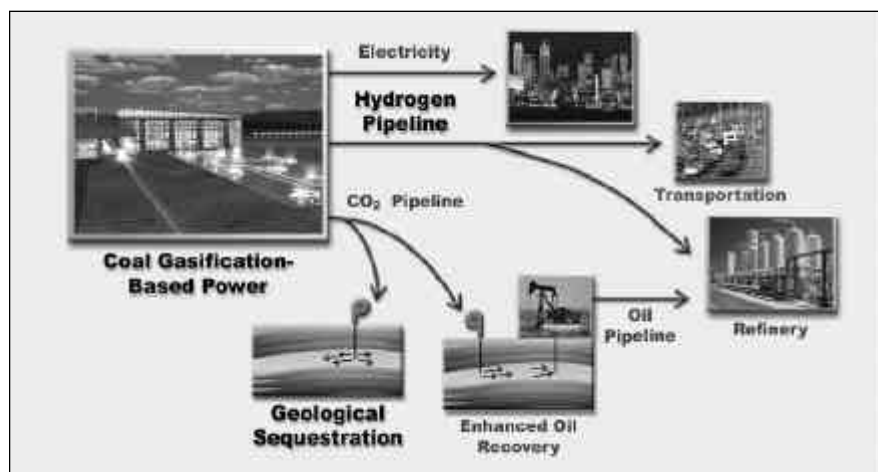 Electricity
Hydrogen
Pipeline
Transportation
CO₂ Pipeline
Coal Gasification-
Based Power
Oil
Pipeline
Refinery
Geological
Sequestration
Enhanced Oil
Recovery